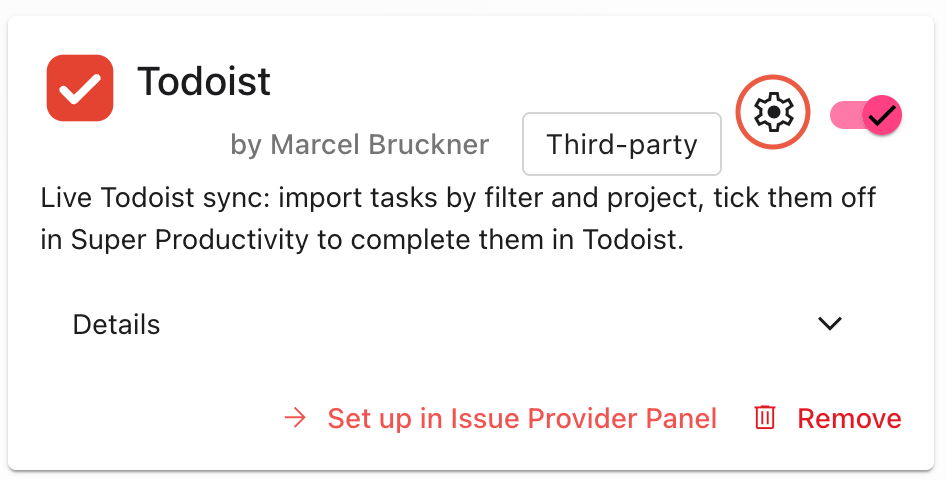 Todoist
by Marcel Bruckner
Third-party
Live Todoist sync: import tasks by filter and project, tick them off
in Super Productivity to complete them in Todoist.
Details
Set up in Issue Provider Panel
Remove